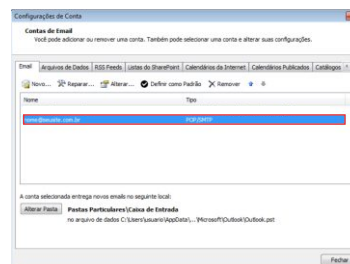 Configurações de Conta
Contas de Email
Você pode adicionar ou remover uma conta. Também pode selecionar uma conta e alterar suas configurações.
Email Arquivos de Dados RSS Feeds Listas do SharePoint Calendários da Internet Calendários Publicados Catálogos
Novo... Reparar... Alterar... Definir como Padrão Remover
Nome Tipo
nome@seusite.com.br POP/SMTP
A conta selecionada entrega novos emails no seguinte local:
Alterar Pasta Pastas Particulares\Caixa de Entrada
no arquivo de dados C:\Users\usuario\AppData\...\Microsoft\Outlook\Outlook.pst
Fechar